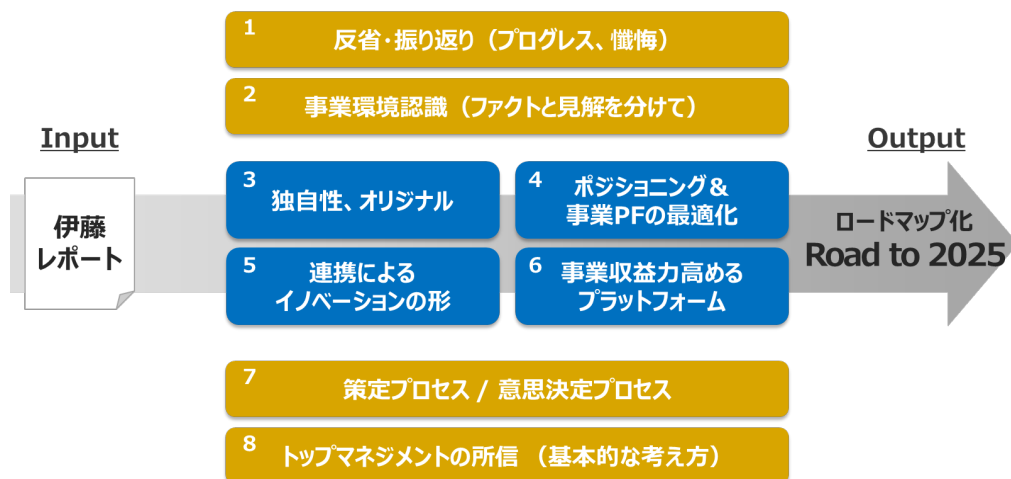 1
反省・振り返り（プログレス、懺悔）
2
事業環境認識（ファクトと見解を分けて）
Input
伊藤
レポート
3
独自性、オリジナル
4
ポジショニング＆
事業PFの最適化
5
連携による
イノベーションの形
6
事業収益力高める
プラットフォーム
Output
ロードマップ化
Road to 2025
7
策定プロセス / 意思決定プロセス
8
トップマネジメントの所信 （基本的な考え方）